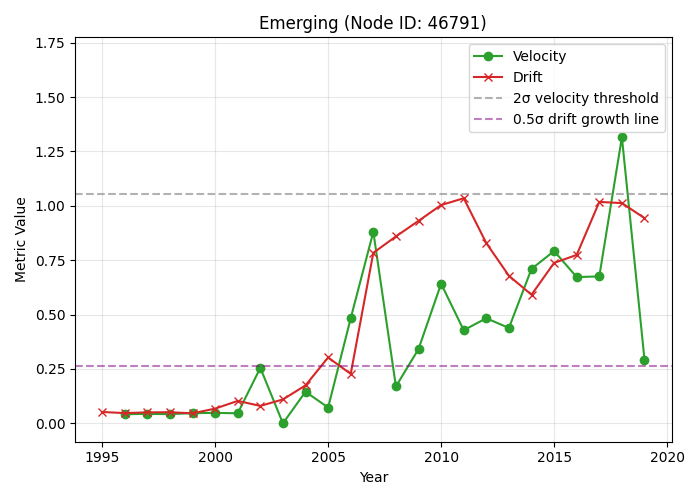 Emerging (Node ID: 46791)
Velocity
Drift
2σ velocity threshold
0.5σ drift growth line
Metric Value
1.75
1.50
1.25
1.00
0.75
0.50
0.25
0.00
1995
2000
2005
2010
2015
2020
Year